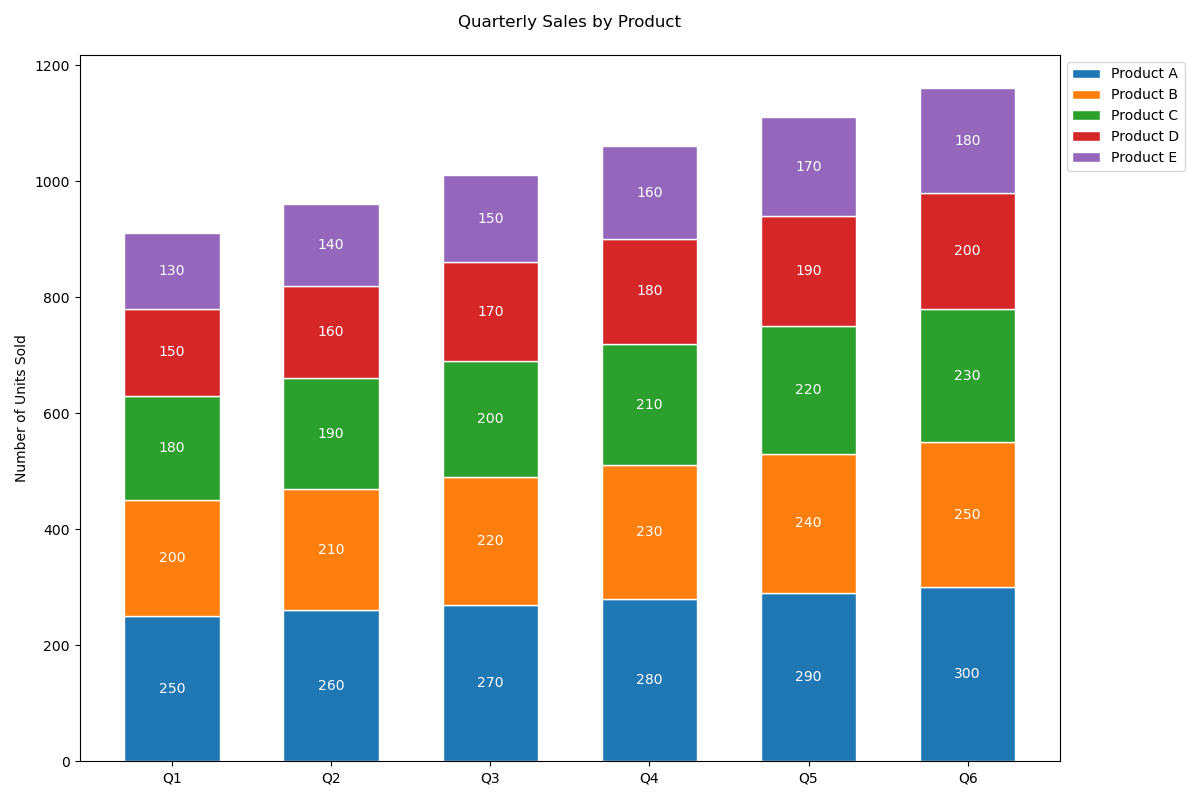 Quarterly Sales by Product
Number of Units Sold
1200
1000
800
600
400
200
0
Product A
Product B
Product C
Product D
Product E
130 140 150 160 170 180
150 160 170 180 190 200
180 190 200 210 220 230
200 210 220 230 240 250
250 260 270 280 290 300
Q1 Q2 Q3 Q4 Q5 Q6